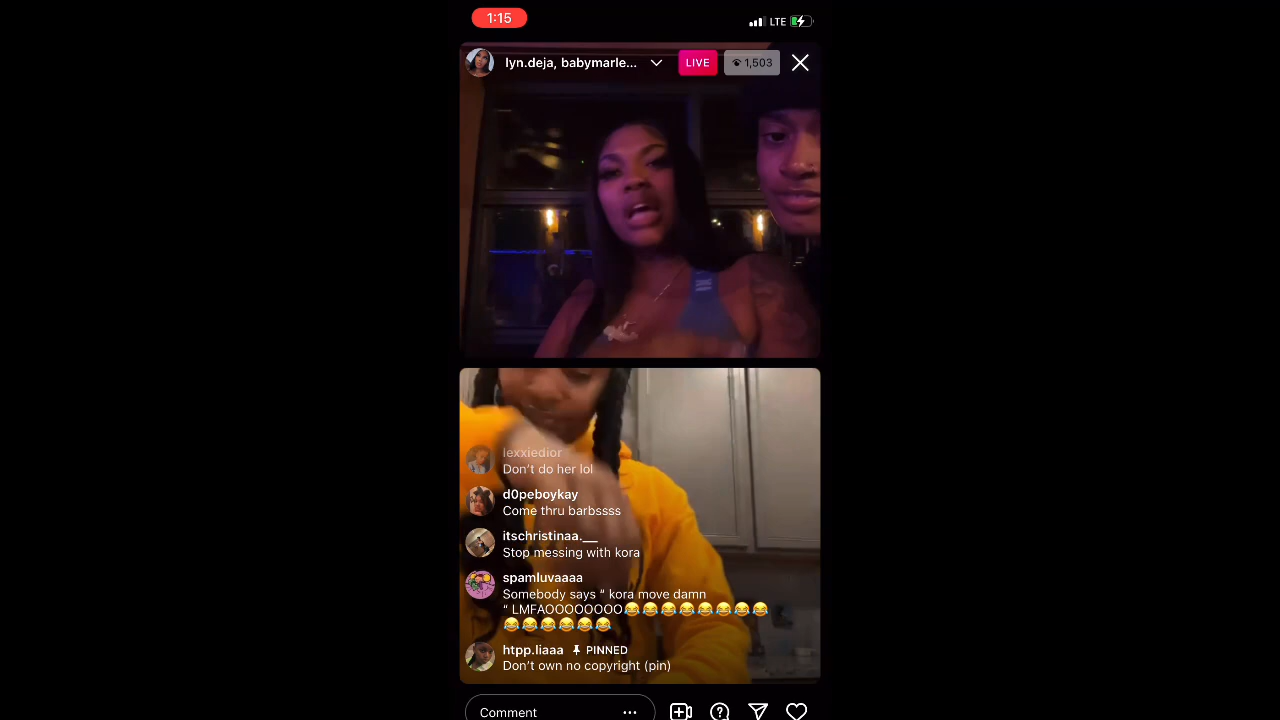 1:15
LTE
lyn.deja, babymarle...
LIVE
1,503
lexxiedior
Don't do her lol
d0peboykay
Come thru barbssss
itschristinaa.__
Stop messing with kora
spamluvaaaa
Somebody says “ kora move damn
“ LMFAOOOOOOOO😂😂😂😂😂😂😂😂
😂😂😂😂😂😂
htpp.liaaa PINNED
Don't own no copyright (pin)
Comment